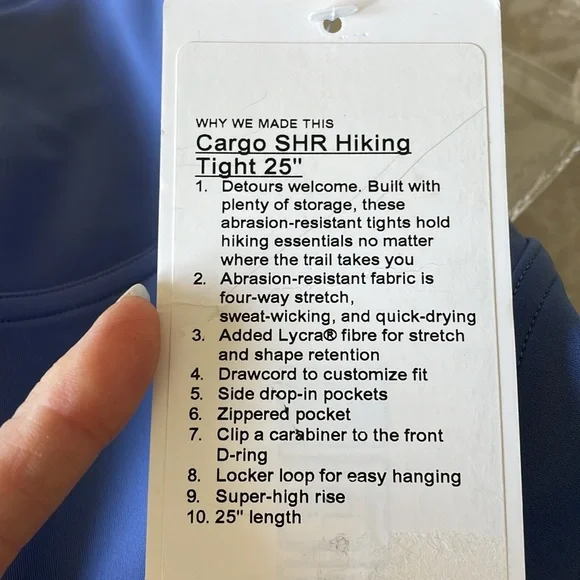 WHY WE MADE THIS
Cargo SHR Hiking
Tight 25"
1. Detours welcome. Built with
plenty of storage, these
abrasion-resistant tights hold
hiking essentials no matter
where the trail takes you
2. Abrasion-resistant fabric is
four-way stretch,
sweat-wicking, and quick-drying
3. Added Lycra® fibre for stretch
and shape retention
4. Drawcord to customize fit
5. Side drop-in pockets
6. Zippered pocket
7. Clip a carabiner to the front
D-ring
8. Locker loop for easy hanging
9. Super-high rise
10. 25" length